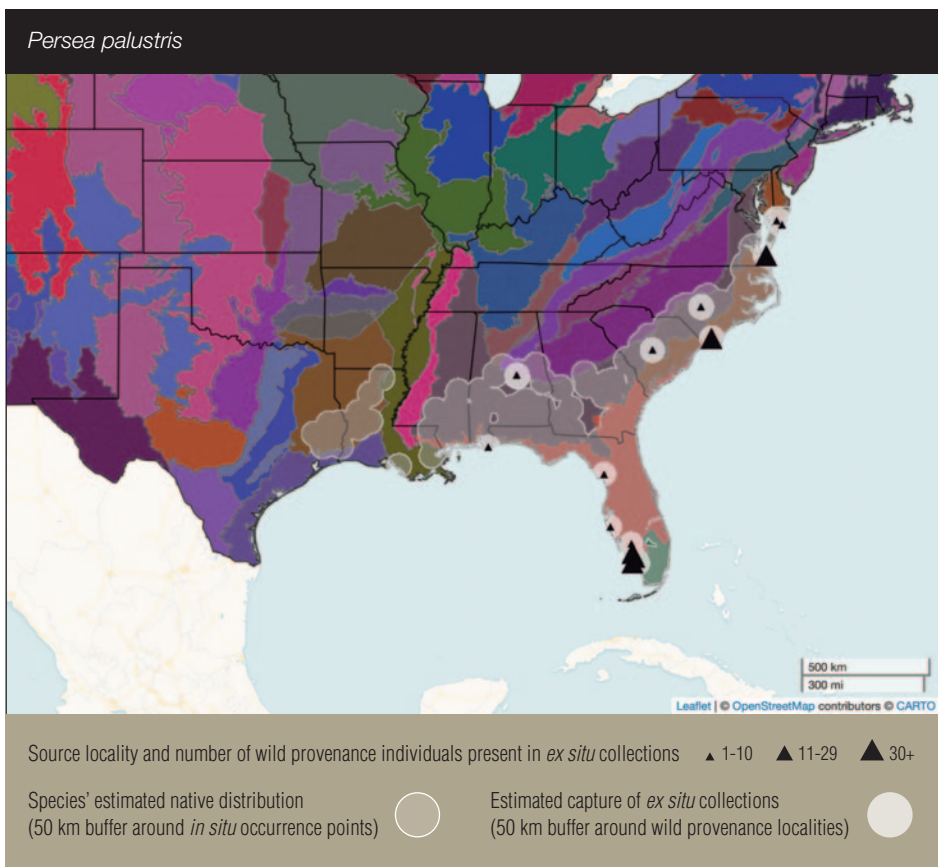 Persea palustris
500 km
300 mi
Leaflet | © OpenStreetMap contributors © CARTO
Source locality and number of wild provenance individuals present in ex situ collections ▲ 1-10 ▲ 11-29 ▲ 30+
Species’ estimated native distribution
(50 km buffer around in situ occurrence points)
Estimated capture of ex situ collections
(50 km buffer around wild provenance localities)